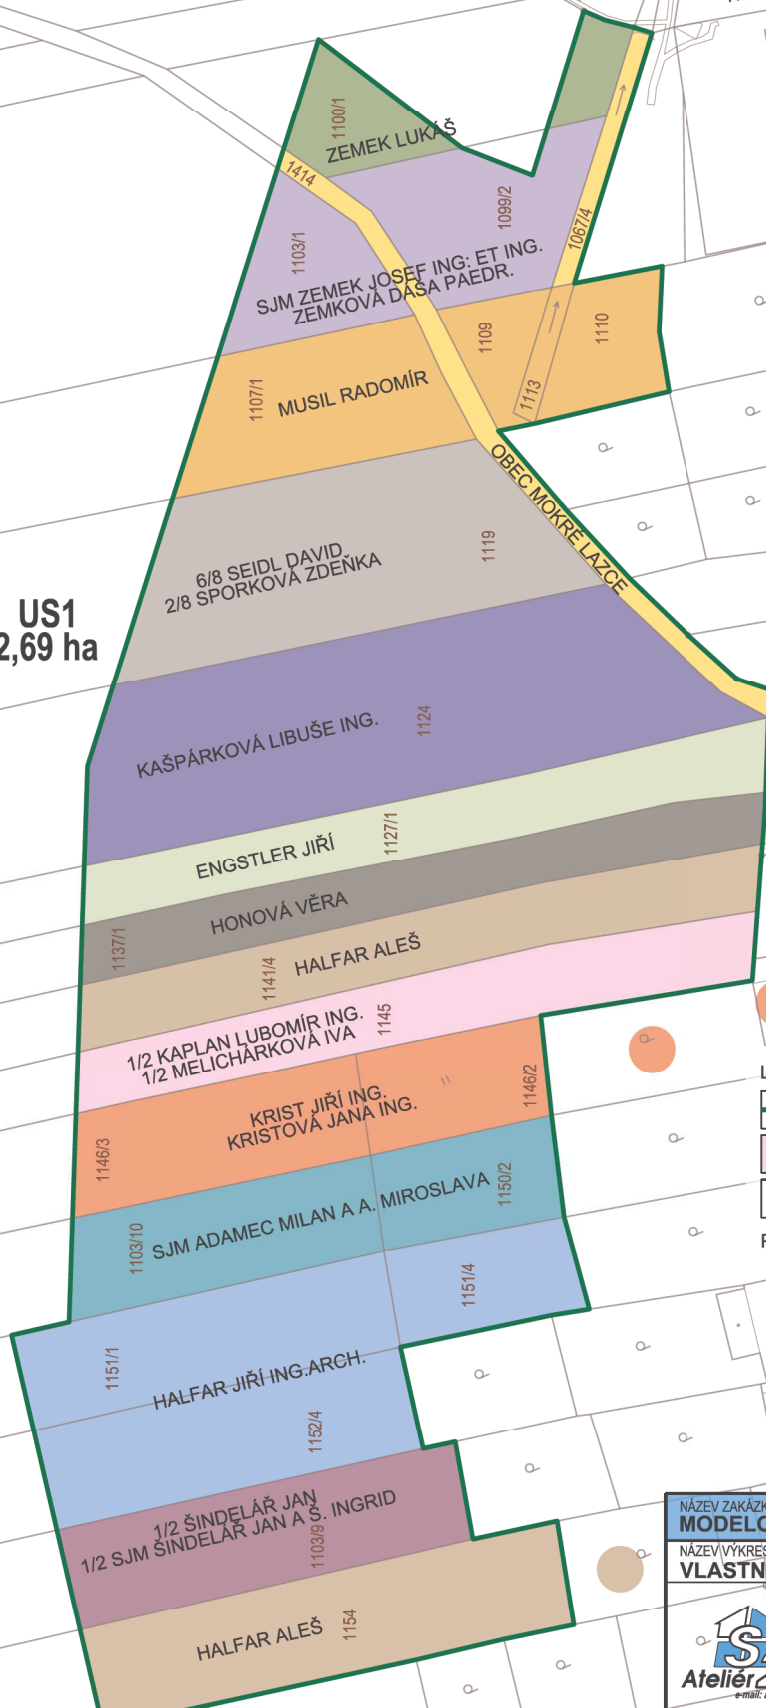 1100/1
ZEMEK LUKÁŠ
1414
1099/2
1103/1
1067/4
SJM ZEMEK JOSEF ING: ET ING.
ZEMKOVÁ DÁŠA PAEDR.
1109
1110
1107/1
MUSIL RADOMÍR
1113
OBEC MOKRÉ LAZCE
1119
6/8 SEIDL DAVID
2/8 SPORKOVÁ ZDEŇKA
US1
2,69 ha
1124
KAŠPÁRKOVÁ LIBUŠE ING.
1127/1
ENGSTLER JIŘÍ
HONOVÁ VĚRA
1137/1
HALFAR ALEŠ
1141/4
1145
1/2 KAPLAN LUBOMÍR ING.
1/2 MELICHÁRKOVÁ IVA
1146/2
KRIST JIŘÍ ING.
KRISTOVÁ JANA ING.
1146/3
1150/2
SJM ADAMEC MILAN A A. MIROSLAVA
1103/10
1151/4
1151/1
HALFAR JIŘÍ ING.ARCH.
1152/4
1/2 ŠINDELÁŘ JAN
1/2 SJM ŠINDELÁŘ JAN A Š. INGRID
1103/9
HALFAR ALEŠ
1154
NÁZEV ZAKÁZK
MODELO
NÁZEV VÝKRES
VLASTN
Ateliér
e-mail: